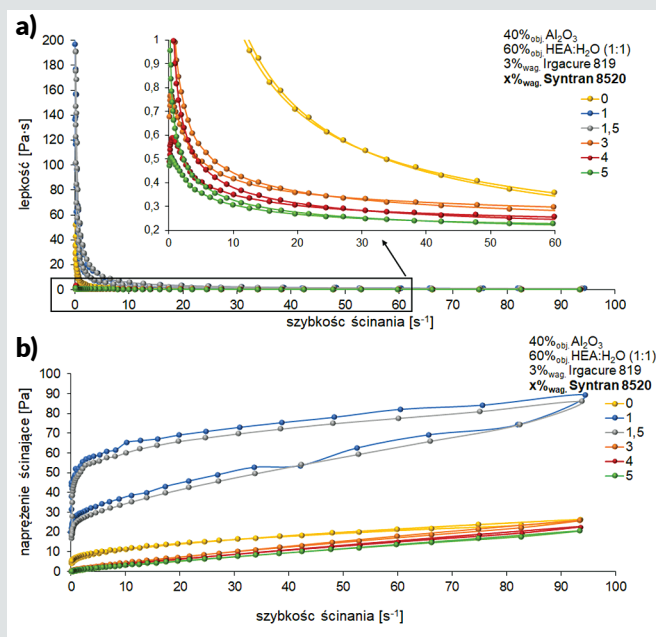 a)
40%obj. Al₂O₃
60%obj. HEA:H₂O (1:1)
3%wag. Irgacure 819
x%wag. Syntran 8520
0
1
1,5
3
4
5
lepkość [Pa·s]
200
180
160
140
120
100
80
60
40
20
0
1
0,9
0,8
0,7
0,6
0,5
0,4
0,3
0,2
0 10 20 30 40 50 60
0 10 20 30 40 50 60 70 80 90 100
szybkośc ścinania [s⁻¹]
b)
40%obj. Al₂O₃
60%obj. HEA:H₂O (1:1)
3%wag. Irgacure 819
x%wag. Syntran 8520
0
1
1,5
3
4
5
naprężenie ścinające [Pa]
100
90
80
70
60
50
40
30
20
10
0
0 10 20 30 40 50 60 70 80 90 100
szybkośc ścinania [s⁻¹]